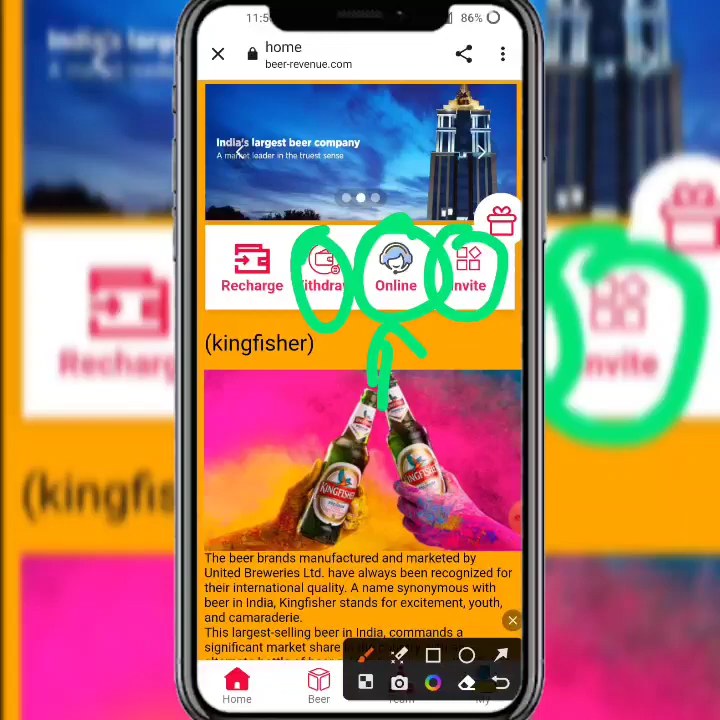 11:5
86%
home
beer-revenue.com
India's largest beer company
A market leader in the truest sense
Recharge
Online
Invite
(kingfisher)
KINGFISHER
KINGFISHER
The beer brands manufactured and marketed by
United Breweries Ltd. have always been recognized for
their international quality. A name synonymous with
beer in India, Kingfisher stands for excitement, youth,
and camaraderie.
This largest-selling beer in India, commands a
significant market share
Home
Beer